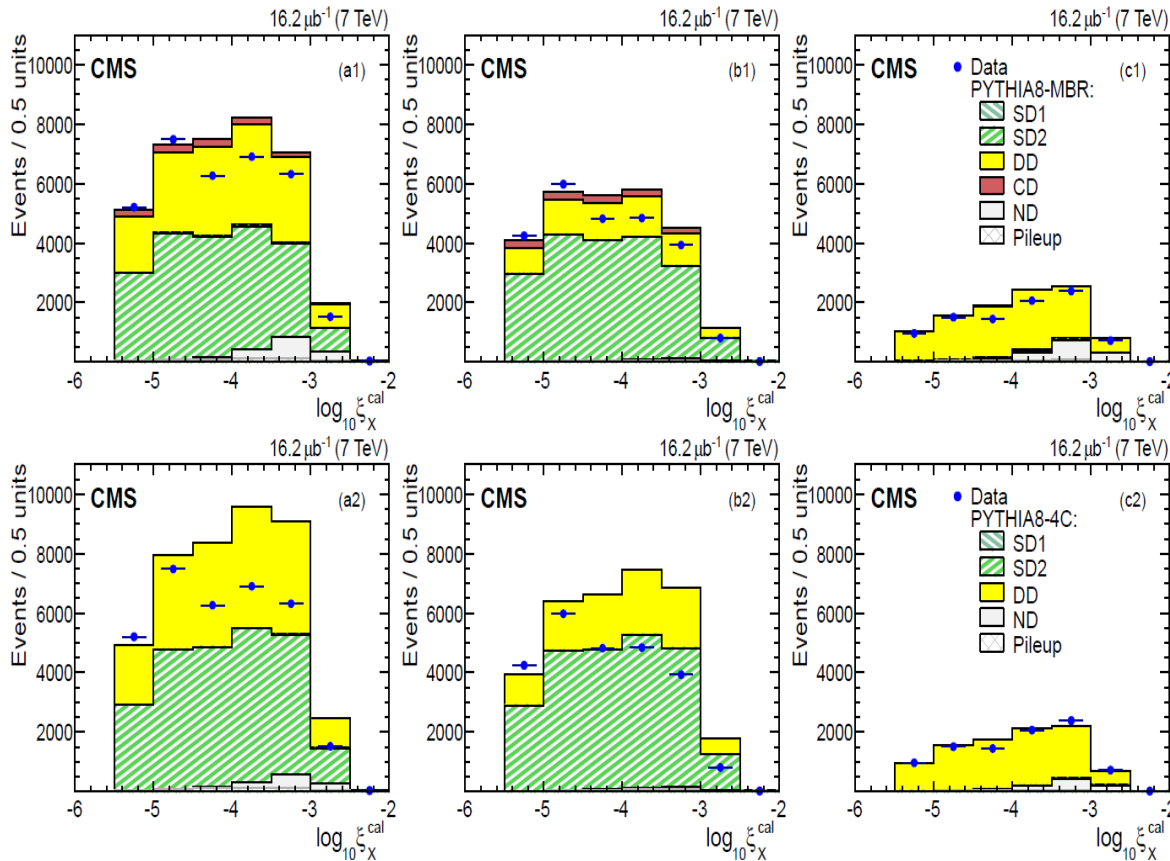 16.2 μb⁻¹ (7 TeV)
CMS
(a1)
Events / 0.5 units
10000
8000
6000
4000
2000
-6 -5 -4 -3 -2
log₁₀ξ_X^cal
16.2 μb⁻¹ (7 TeV)
CMS
(b1)
Events / 0.5 units
10000
8000
6000
4000
2000
-6 -5 -4 -3 -2
log₁₀ξ_X^cal
16.2 μb⁻¹ (7 TeV)
CMS
(c1)
Data
PYTHIA8-MBR:
SD1
SD2
DD
CD
ND
Pileup
Events / 0.5 units
10000
8000
6000
4000
2000
-6 -5 -4 -3 -2
log₁₀ξ_X^cal
16.2 μb⁻¹ (7 TeV)
CMS
(a2)
Events / 0.5 units
10000
8000
6000
4000
2000
-6 -5 -4 -3 -2
log₁₀ξ_X^cal
16.2 μb⁻¹ (7 TeV)
CMS
(b2)
Events / 0.5 units
10000
8000
6000
4000
2000
-6 -5 -4 -3 -2
log₁₀ξ_X^cal
16.2 μb⁻¹ (7 TeV)
CMS
(c2)
Data
PYTHIA8-4C:
SD1
SD2
DD
ND
Pileup
Events / 0.5 units
10000
8000
6000
4000
2000
-6 -5 -4 -3 -2
log₁₀ξ_X^cal